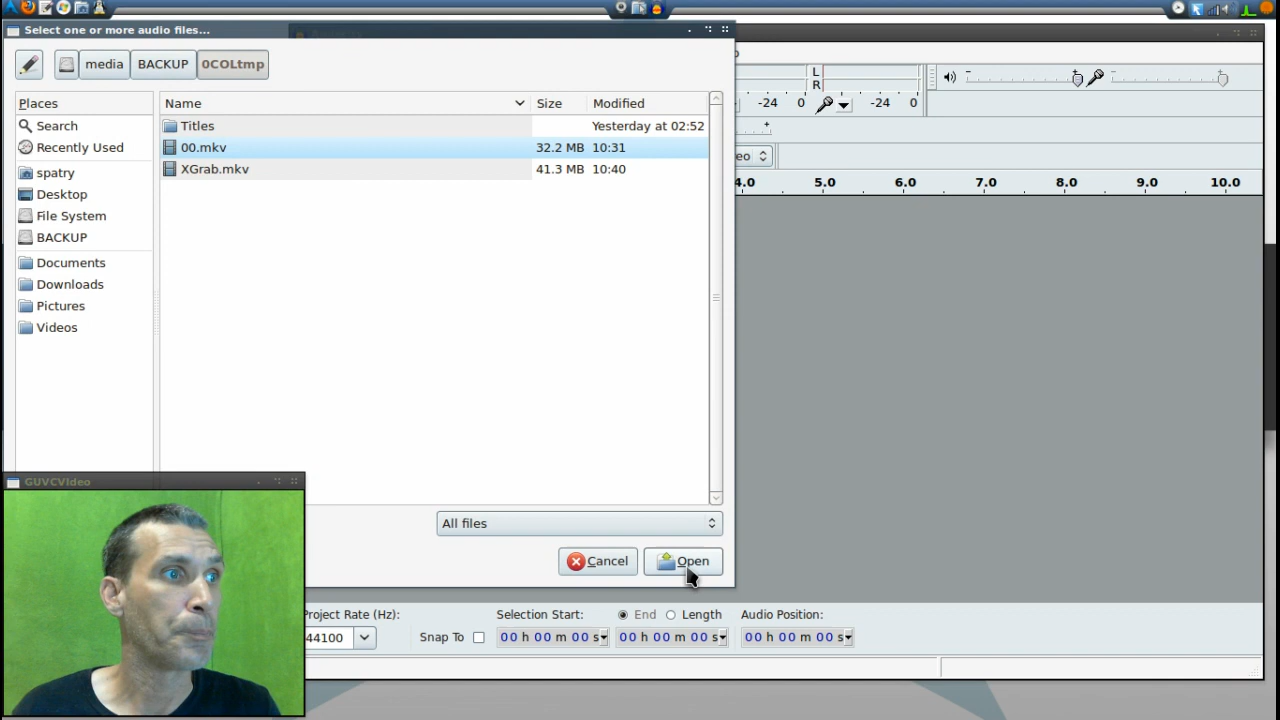 Select one or more audio files...
media BACKUP 0COLtmp
Places
Search
Recently Used
spatry
Desktop
File System
BACKUP
Documents
Downloads
Pictures
Videos
Name Size Modified
Titles Yesterday at 02:52
00.mkv 32.2 MB 10:31
XGrab.mkv 41.3 MB 10:40
All files
Cancel Open
L
R
-24 0 -24 0
eo
4.0 5.0 6.0 7.0 8.0 9.0 10.0
GUVCVideo
Project Rate (Hz): Selection Start: End Length Audio Position:
44100 Snap To 00 h 00 m 00 s 00 h 00 m 00 s 00 h 00 m 00 s